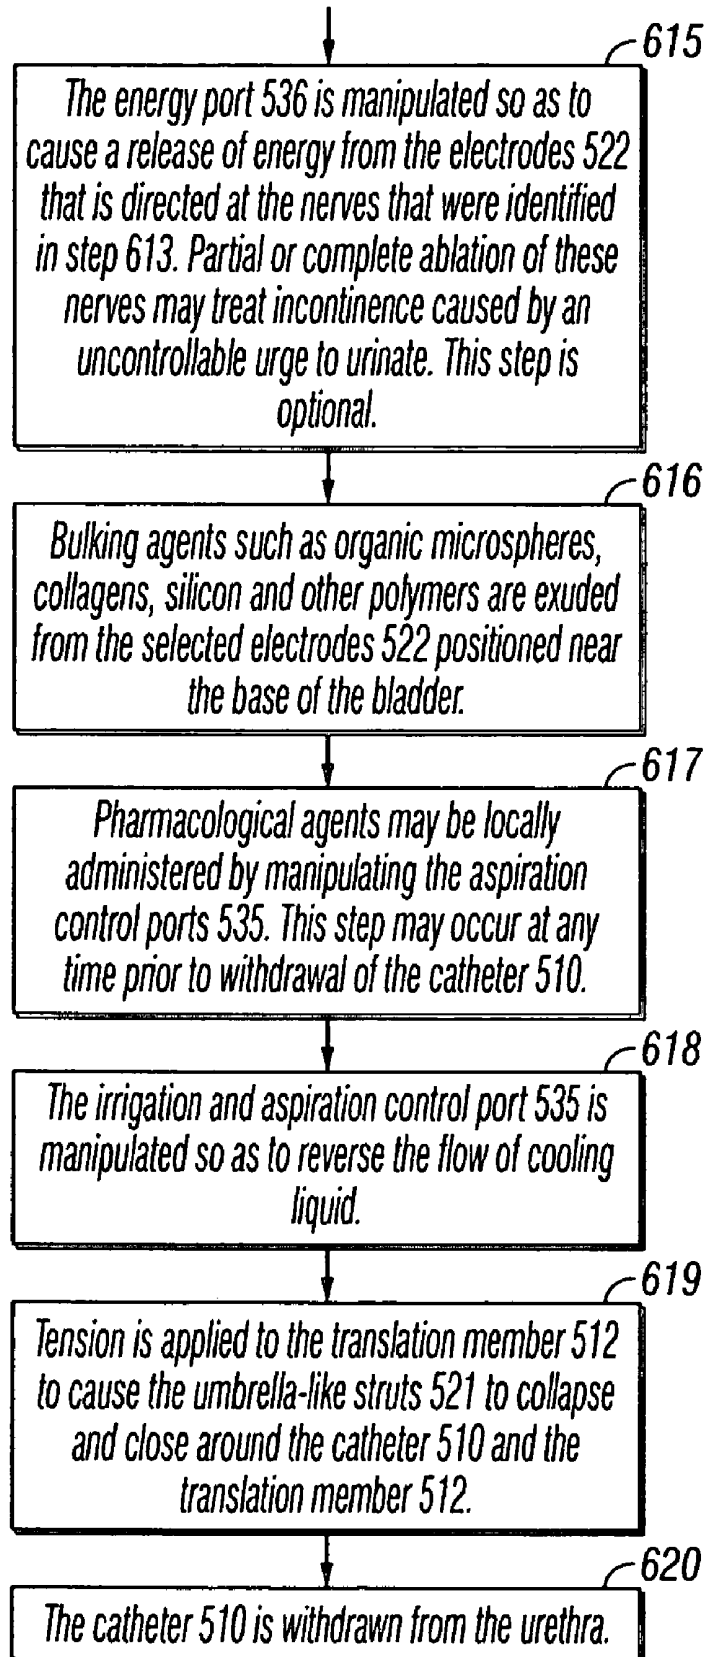 615
The energy port 536 is manipulated so as to
cause a release of energy from the electrodes 522
that is directed at the nerves that were identified
in step 613. Partial or complete ablation of these
nerves may treat incontinence caused by an
uncontrollable urge to urinate. This step is
optional.
616
Bulking agents such as organic microspheres,
collagens, silicon and other polymers are exuded
from the selected electrodes 522 positioned near
the base of the bladder.
617
Pharmacological agents may be locally
administered by manipulating the aspiration
control ports 535. This step may occur at any
time prior to withdrawal of the catheter 510.
618
The irrigation and aspiration control port 535 is
manipulated so as to reverse the flow of cooling
liquid.
619
Tension is applied to the translation member 512
to cause the umbrella-like struts 521 to collapse
and close around the catheter 510 and the
translation member 512.
620
The catheter 510 is withdrawn from the urethra.